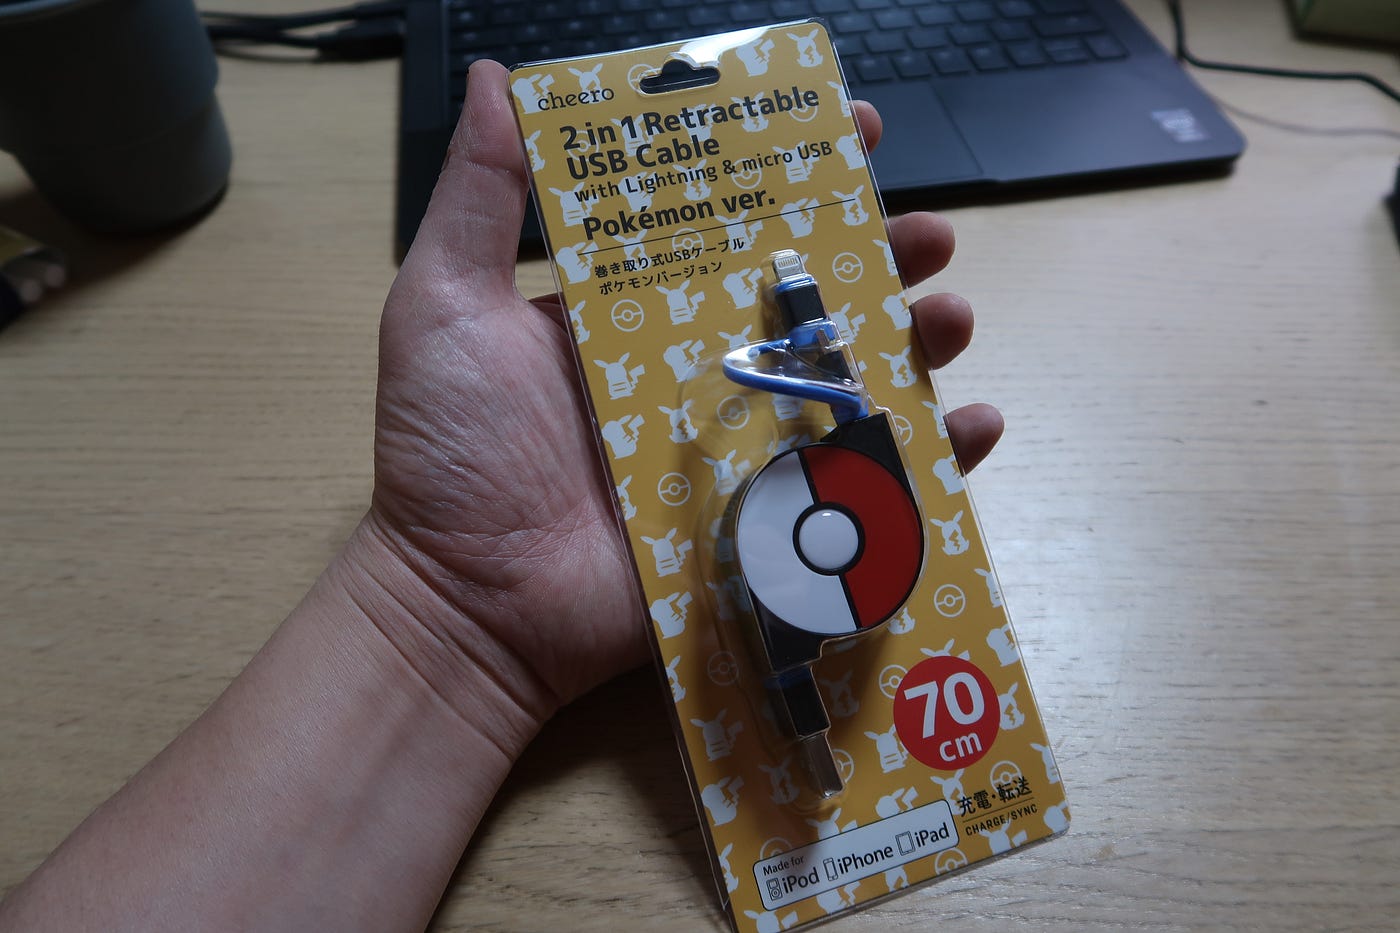 cheero
2 in 1 Retractable
USB Cable
with Lightning & micro USB
Pokémon ver.
巻き取り式USBケーブル
ポケモンバージョン
70
cm
充電・転送
CHARGE/SYNC
Made for
iPod iPhone iPad